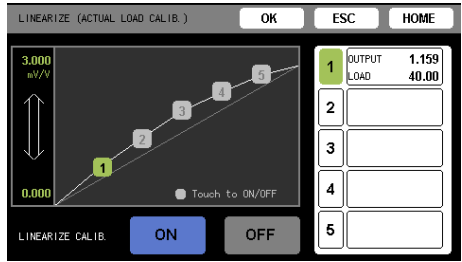 LINEARIZE (ACTUAL LOAD CALIB.)
OK
ESC
HOME
3.000
mV/V
0.000
1
2
3
4
5
Touch to ON/OFF
1
OUTPUT 1.159
LOAD 40.00
2
3
4
5
LINEARIZE CALIB.
ON
OFF